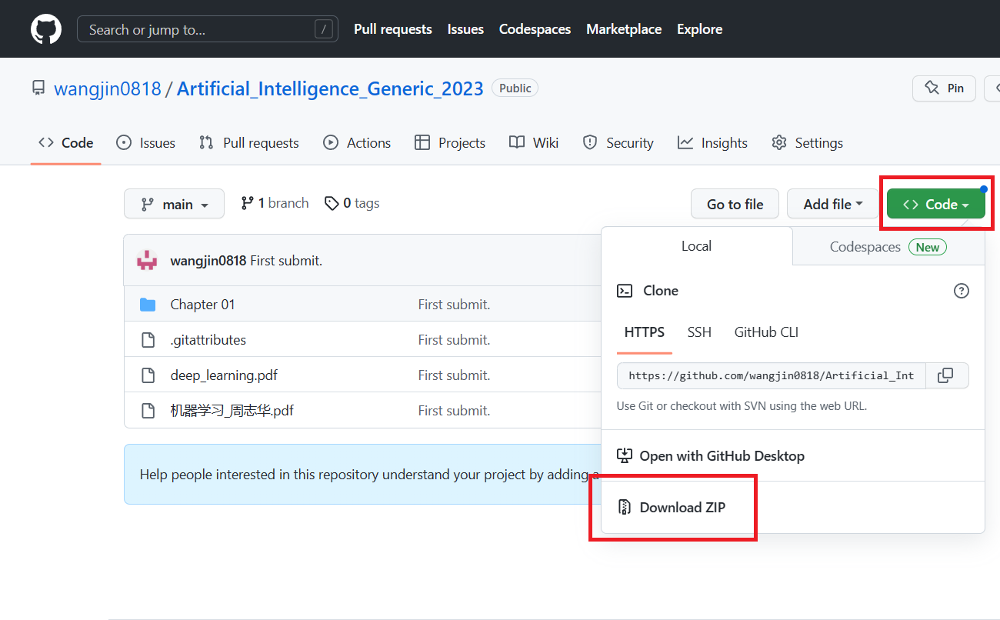 Search or jump to... / Pull requests Issues Codespaces Marketplace Explore
wangjin0818 / Artificial_Intelligence_Generic_2023 Public Pin
Code Issues Pull requests Actions Projects Wiki Security Insights Settings
main 1 branch 0 tags Go to file Add file Code
wangjin0818 First submit.
Chapter 01 First submit.
.gitattributes First submit.
deep_learning.pdf First submit.
机器学习_周志华.pdf First submit.
Help people interested in this repository understand your project by adding a
Local Codespaces New
Clone
HTTPS SSH GitHub CLI
https://github.com/wangjin0818/Artificial_Int
Use Git or checkout with SVN using the web URL.
Open with GitHub Desktop
Download ZIP